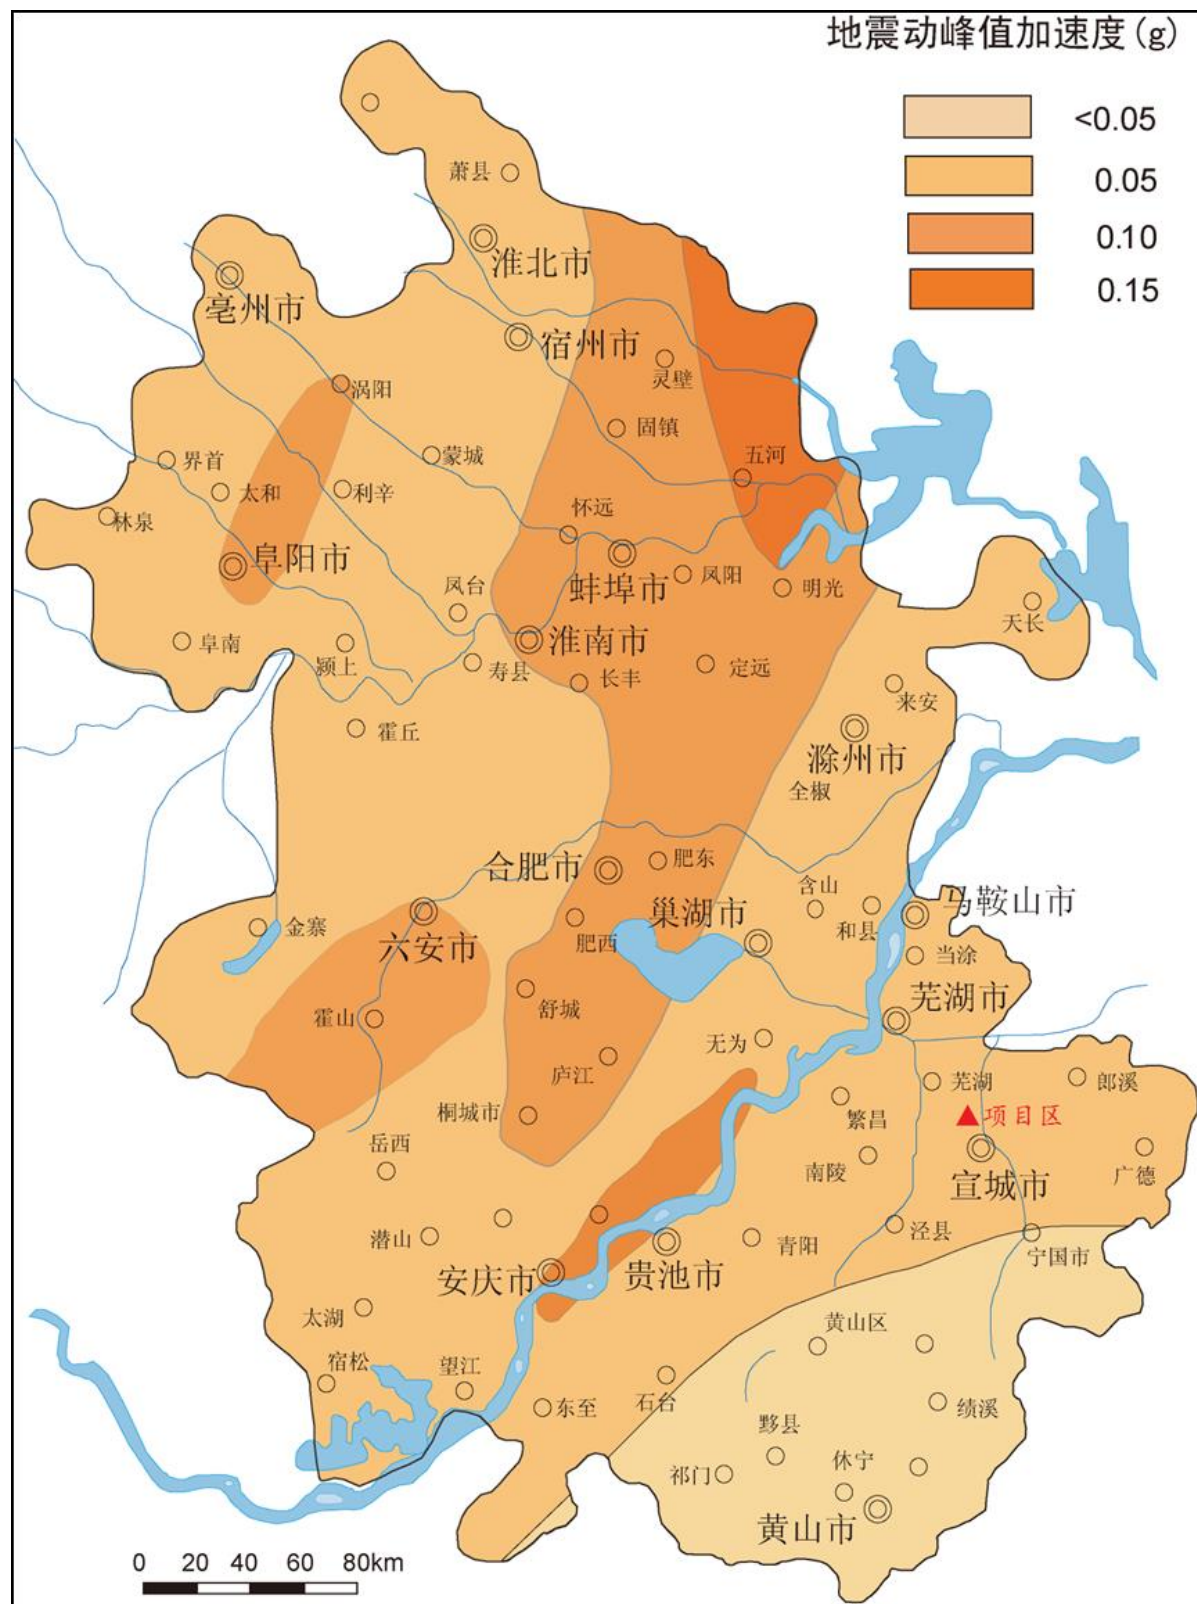 地震动峰值加速度(g)
<0.05
0.05
0.10
0.15
萧县
淮北市
亳州市
宿州市
灵壁
涡阳
固镇
蒙城
五河
界首
太和
利辛
林泉
怀远
阜阳市
蚌埠市
凤阳
明光
凤台
天长
淮南市
阜南
颍上
寿县
长丰
定远
来安
霍丘
滁州市
全椒
合肥市
肥东
含山
巢湖市
和县
马鞍山市
金寨
六安市
肥西
当涂
舒城
芜湖市
霍山
无为
庐江
芜湖
郎溪
桐城市
繁昌
项目区
岳西
南陵
宣城市
广德
潜山
青阳
泾县
宁国市
安庆市
贵池市
太湖
黄山区
宿松
望江
东至
石台
绩溪
黟县
祁门
休宁
黄山市
0 20 40 60 80km